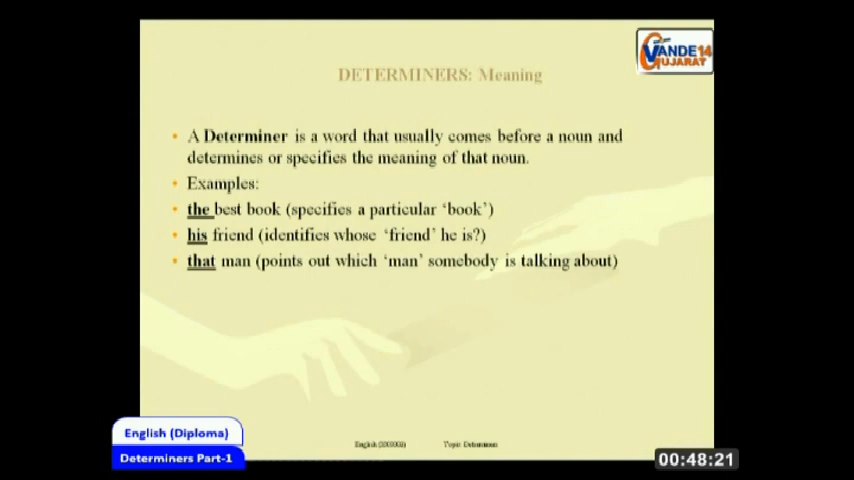 VANDE 14
GUJARAT
DETERMINERS: Meaning
• A Determiner is a word that usually comes before a noun and
determines or specifies the meaning of that noun.
• Examples:
• the best book (specifies a particular ‘book’)
• his friend (identifies whose ‘friend’ he is?)
• that man (points out which ‘man’ somebody is talking about)
English (Diploma)
Determiners Part-1
English Topic: Determiners
00:48:21